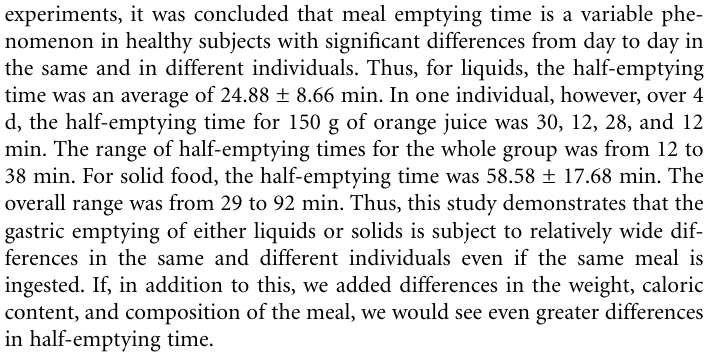 experiments, it was concluded that meal emptying time is a variable phe-
nomenon in healthy subjects with significant differences from day to day in
the same and in different individuals. Thus, for liquids, the half-emptying
time was an average of 24.88 ± 8.66 min. In one individual, however, over 4
d, the half-emptying time for 150 g of orange juice was 30, 12, 28, and 12
min. The range of half-emptying times for the whole group was from 12 to
38 min. For solid food, the half-emptying time was 58.58 ± 17.68 min. The
overall range was from 29 to 92 min. Thus, this study demonstrates that the
gastric emptying of either liquids or solids is subject to relatively wide dif-
ferences in the same and different individuals even if the same meal is
ingested. If, in addition to this, we added differences in the weight, caloric
content, and composition of the meal, we would see even greater differences
in half-emptying time.